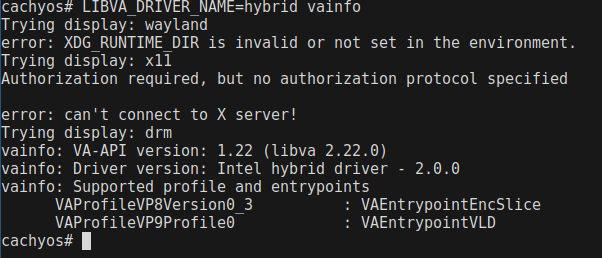 cachyos# LIBVA_DRIVER_NAME=hybrid vainfo
Trying display: wayland
error: XDG_RUNTIME_DIR is invalid or not set in the environment.
Trying display: x11
Authorization required, but no authorization protocol specified
error: can't connect to X server!
Trying display: drm
vainfo: VA-API version: 1.22 (libva 2.22.0)
vainfo: Driver version: Intel hybrid driver - 2.0.0
vainfo: Supported profile and entrypoints
VAProfileVP8Version0_3 : VAEntrypointEncSlice
VAProfileVP9Profile0 : VAEntrypointVLD
cachyos#